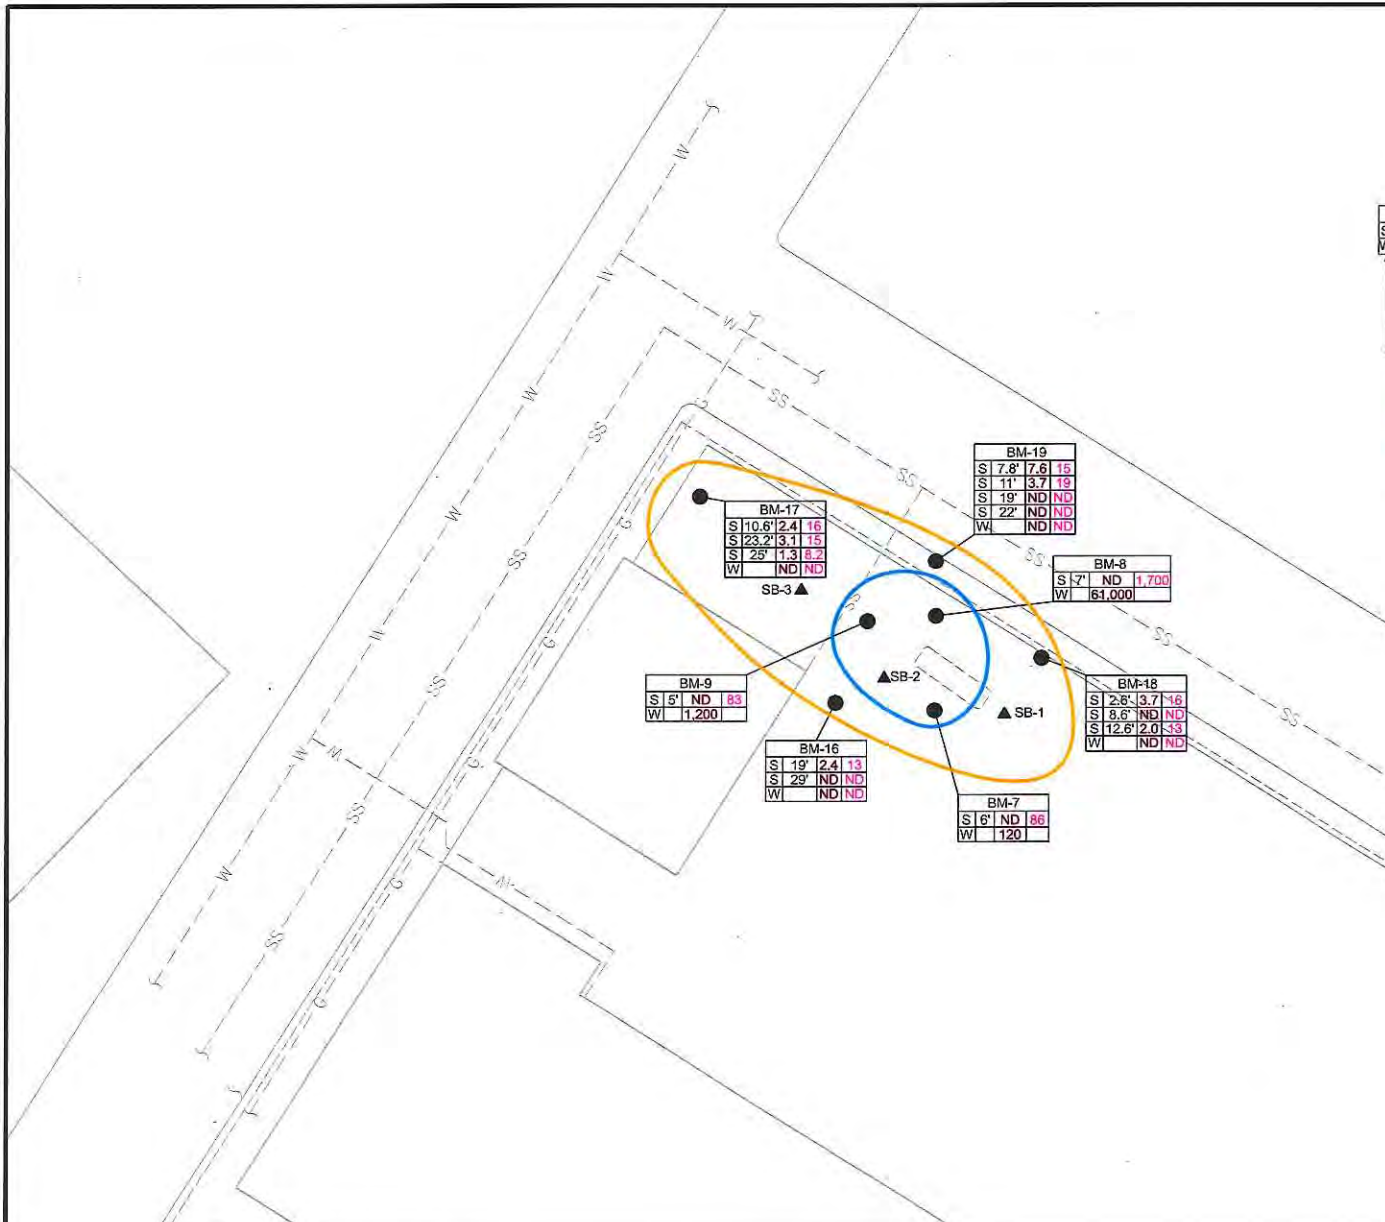 W
W
W
W
SS
SS
G
W
SS
SS
W
G
SS
SS
SS
W
SS
G
W
W
G
SS
W
G
W
SS
G
BM-19
S 7.8' 7.6 15
S 11' 3.7 19
S 19' ND ND
S 22' ND ND
W ND ND
BM-17
S 10.6' 2.4 16
S 23.2' 3.1 15
S 25' 1.3 8.2
W ND ND
BM-8
S 7' ND 1,700
W 61,000
SB-3
BM-9
S 5' ND 83
W 1,200
SB-2
SB-1
BM-18
S 2.6' 3.7 16
S 8.6' ND ND
S 12.6' 2.0 13
W ND ND
BM-16
S 19' 2.4 13
S 29' ND ND
W ND ND
BM-7
S 6' ND 86
W 120